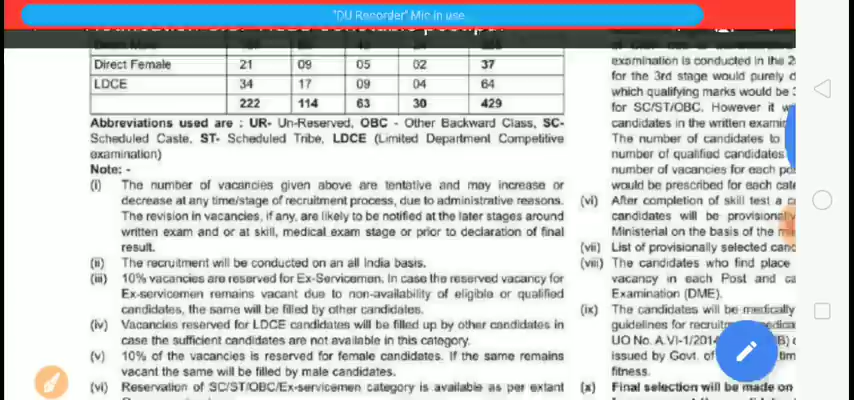 "DU Recorder" Mic in use
Direct Female 21 09 05 02 37
LDCE 34 17 09 04 64
222 114 63 30 429
Abbreviations used are : UR- Un-Reserved, OBC - Other Backward Class, SC-
Scheduled Caste, ST- Scheduled Tribe, LDCE (Limited Department Competitive
examination)
Note: -
(i) The number of vacancies given above are tentative and may increase or
decrease at any time/stage of recruitment process, due to administrative reasons.
The revision in vacancies, if any, are likely to be notified at the later stages around
written exam and or at skill, medical exam stage or prior to declaration of final
result.
(ii) The recruitment will be conducted on an all India basis.
(iii) 10% vacancies are reserved for Ex-Servicemen. In case the reserved vacancy for
Ex-servicemen remains vacant due to non-availability of eligible or qualified
candidates, the same will be filled by other candidates.
(iv) Vacancies reserved for LDCE candidates will be filled up by other candidates in
case the sufficient candidates are not available in this category.
(v) 10% of the vacancies is reserved for female candidates. If the same remains
vacant the same will be filled by male candidates.
(vi) Reservation of SC/ST/OBC/Ex-servicemen category is available as per extant
examination is conducted in the
for the 3rd stage would purely
which qualifying marks would be
for SC/ST/OBC. However it
candidates in the written
The number of candidates to
number of qualified candidates
number of vacancies for each
would be prescribed for each
(vi) After completion of skill test a
candidates will be provisionally
Ministerial on the basis of the
(vii) List of provisionally selected
(viii) The candidates who find place
vacancy in each Post and
Examination (DME).
(ix) The candidates will be medically
guidelines for
UO No.
issued by Govt. of
fitness.
(x) Final selection will be made on